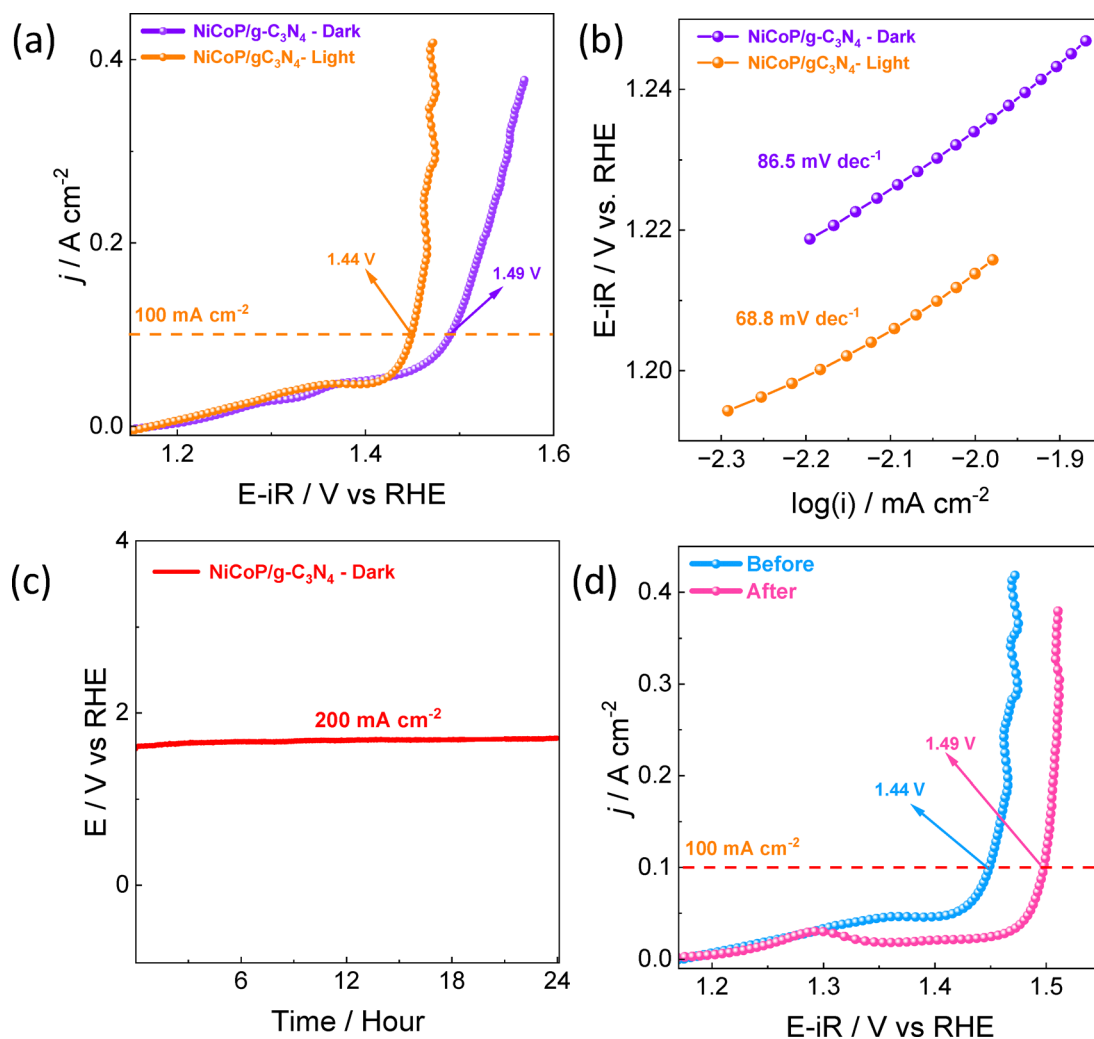 (a)
NiCoP/g-C₃N₄ - Dark
NiCoP/gC₃N₄- Light
0.4
0.2
0.0
j / A cm⁻²
1.44 V
1.49 V
100 mA cm⁻²
1.2
1.4
1.6
E-iR / V vs RHE
(b)
NiCoP/g-C₃N₄ - Dark
NiCoP/gC₃N₄- Light
1.24
1.22
1.20
E-iR / V vs. RHE
86.5 mV dec⁻¹
68.8 mV dec⁻¹
−2.3
−2.2
−2.1
−2.0
−1.9
log(i) / mA cm⁻²
(c)
NiCoP/g-C₃N₄ - Dark
4
2
0
E / V vs RHE
200 mA cm⁻²
6
12
18
24
Time / Hour
(d)
Before
After
0.4
0.3
0.2
0.1
0.0
j / A cm⁻²
1.49 V
1.44 V
100 mA cm⁻²
1.2
1.3
1.4
1.5
E-iR / V vs RHE